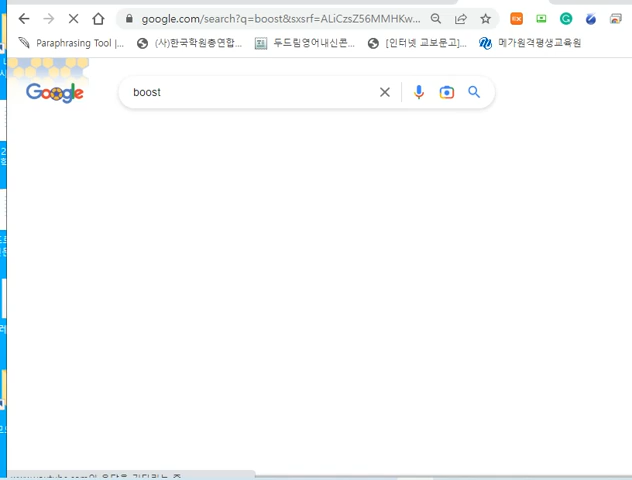 google.com/search?q=boost&sxsrf=ALiCzsZ56MMHKw...
Paraphrasing Tool |... (사)한국학원총연합... 두드림영어내신콘... [인터넷 교보문고]... 메가원격평생교육원
Google
boost